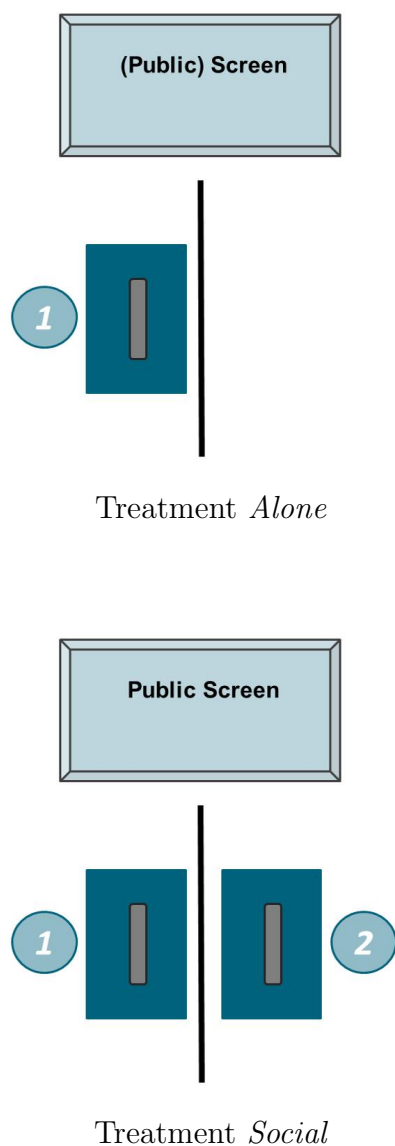 (Public) Screen
1
Treatment Alone
Public Screen
1
2
Treatment Social